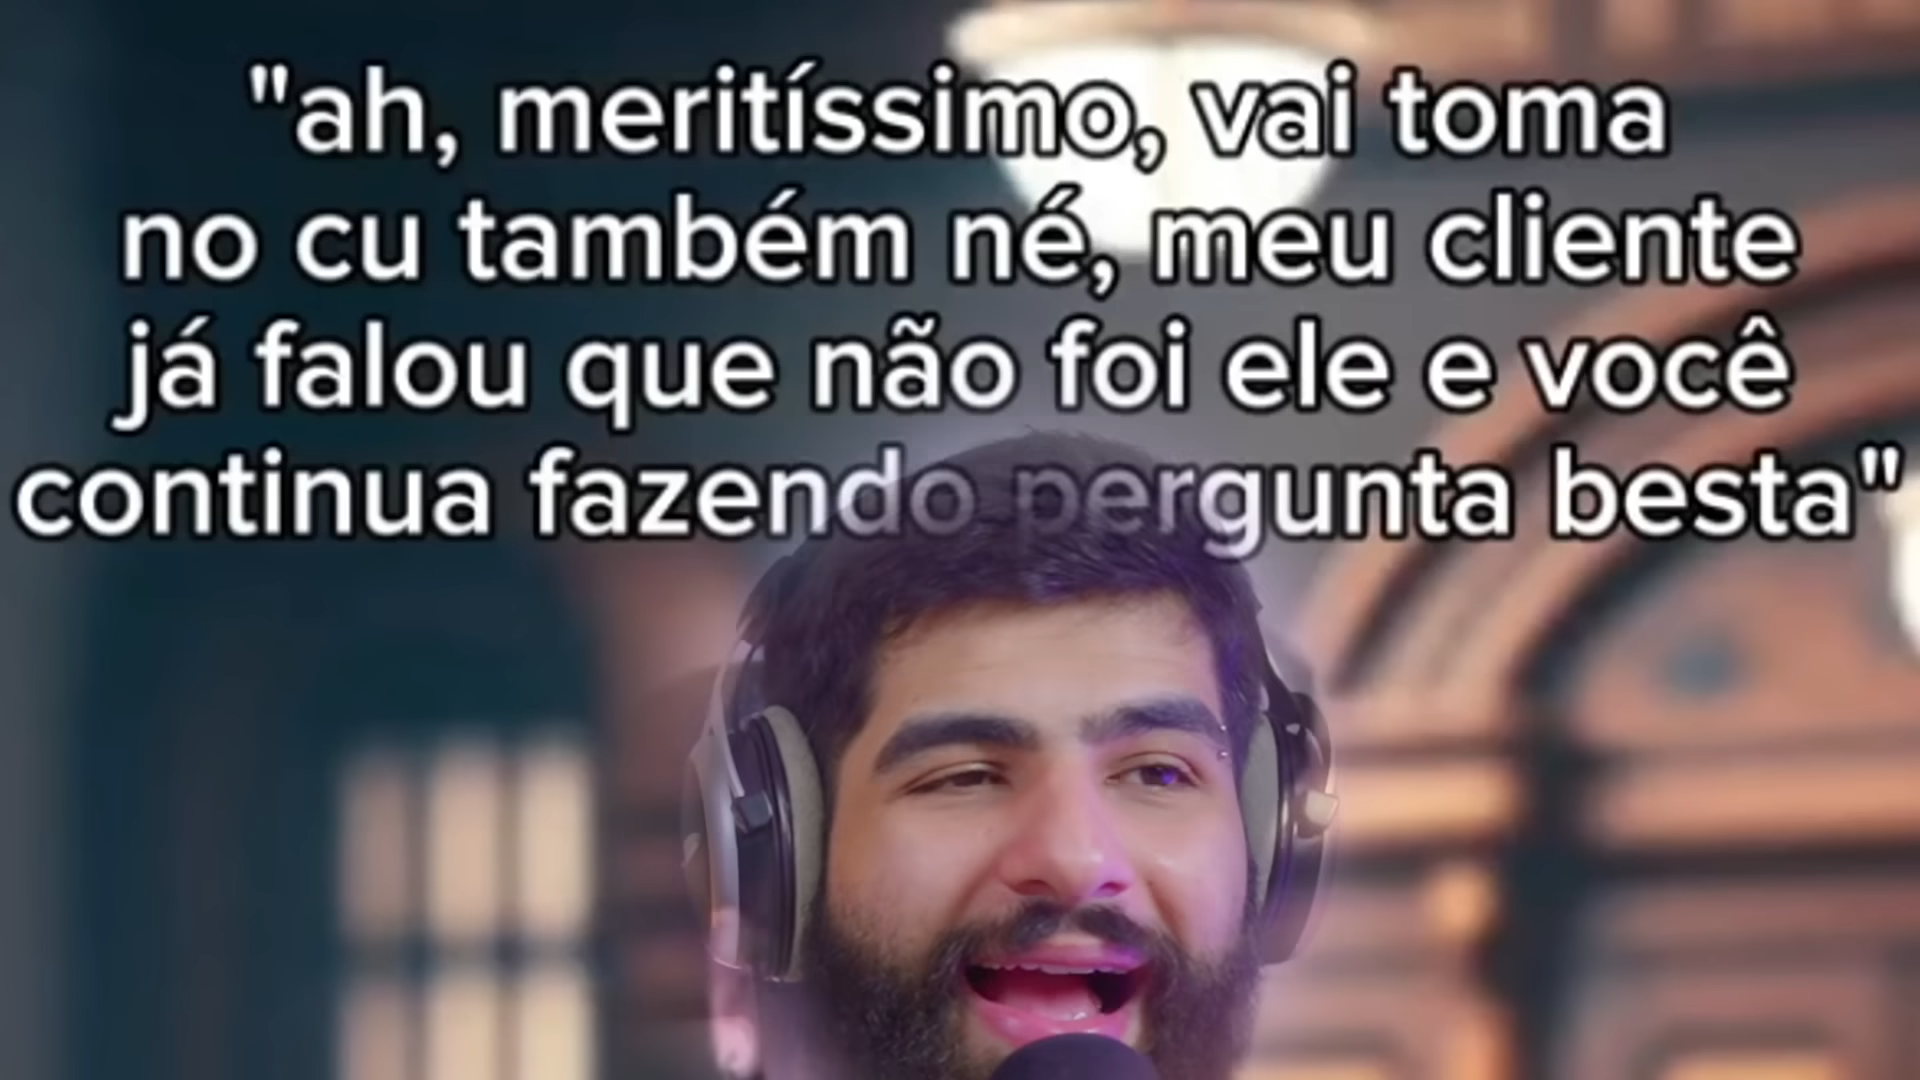 "ah, meritíssimo, vai toma
no cu também né, meu cliente
já falou que não foi ele e você
continua fazendo pergunta besta"